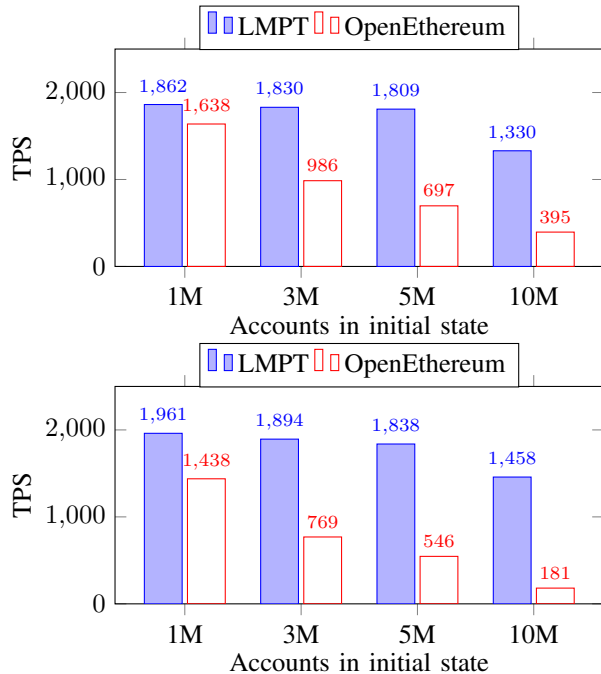 LMPT OpenEthereum
1,862 1,830 1,809 1,330
1,638 986 697 395
TPS
2,000
1,000
0
1M 3M 5M 10M
Accounts in initial state
LMPT OpenEthereum
1,961 1,894 1,838 1,458
1,438 769 546 181
TPS
2,000
1,000
0
1M 3M 5M 10M
Accounts in initial state